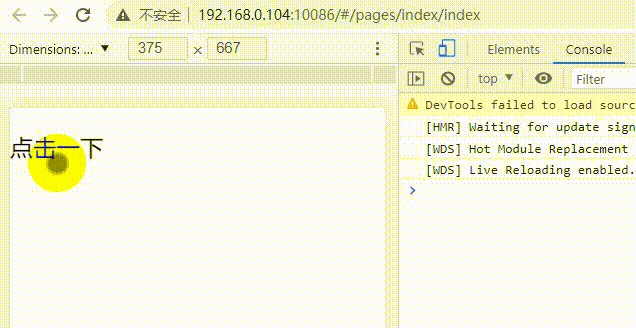 不安全 192.168.0.104:10086/#/pages/index/index
Dimensions: ... ▼ 375 × 667
Elements Console
top ▼ Filter
点击一下
DevTools failed to load sourc
[HMR] Waiting for update sign
[WDS] Hot Module Replacement
[WDS] Live Reloading enabled.